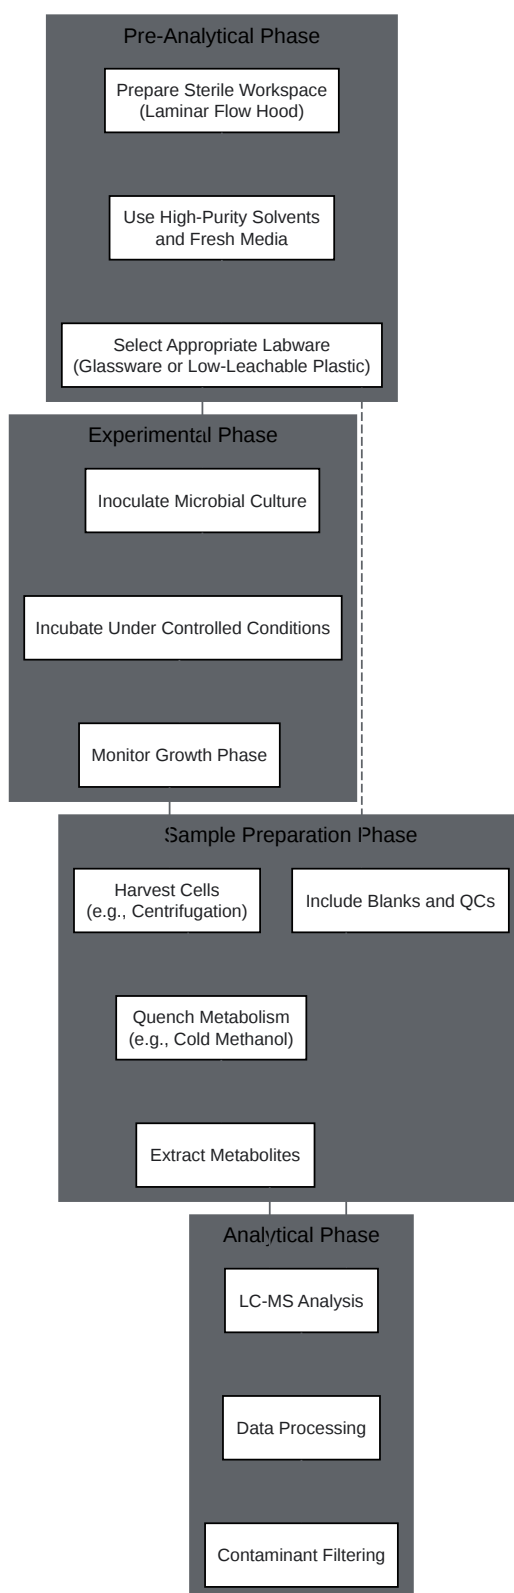 Pre-Analytical Phase
Prepare Sterile Workspace
(Laminar Flow Hood)
Use High-Purity Solvents
and Fresh Media
Select Appropriate Labware
(Glassware or Low-Leachable Plastic)
Experimental Phase
Inoculate Microbial Culture
Incubate Under Controlled Conditions
Monitor Growth Phase
Sample Preparation Phase
Harvest Cells
(e.g., Centrifugation)
Include Blanks and QCs
Quench Metabolism
(e.g., Cold Methanol)
Extract Metabolites
Analytical Phase
LC-MS Analysis
Data Processing
Contaminant Filtering